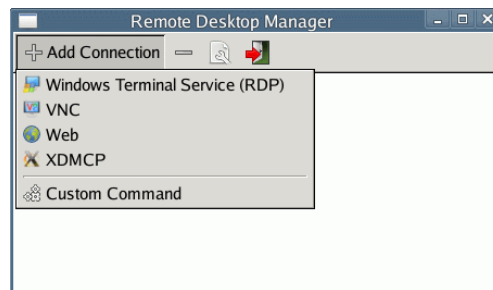 Remote Desktop Manager
Add Connection
Windows Terminal Service (RDP)
VNC
Web
XDMCP
Custom Command